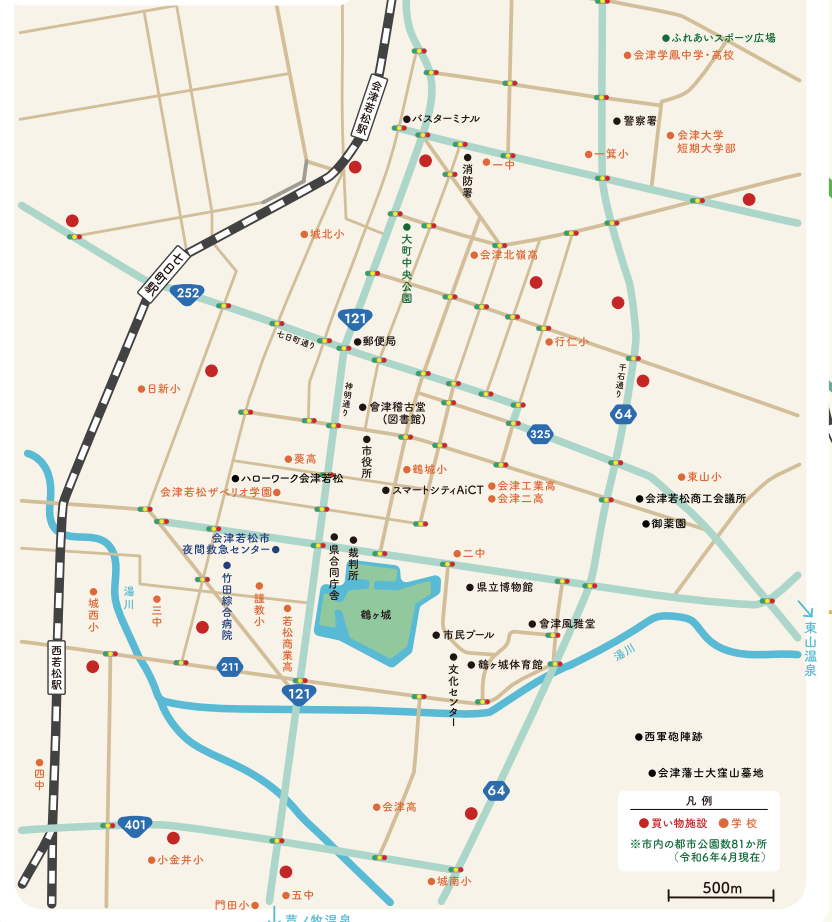 ふれあいスポーツ広場
会津学鳳中学・高校
会津若松駅
バスターミナル
警察署
会津大学
短期大学部
一箕小
消防署
一中
城北小
大町中央公園
会津北嶺高
七日町駅
252
121
七日町通り
郵便局
行仁小
千石通り
日新小
神明通り
會津稽古堂
(図書館)
64
325
市役所
葵高
鶴城小
ハローワーク会津若松
会津若松ザベリオ学園
スマートシティAiCT
会津工業高
会津二高
東山小
会津若松商工会議所
御薬園
会津若松市
夜間救急センター
県合同庁舎
裁判所
二中
竹田綜合病院
湯川
城西小
三中
謹教小
若松商業高
鶴ヶ城
県立博物館
會津風雅堂
市民プール
鶴ヶ城体育館
文化センター
湯川
東山温泉
西若松駅
211
121
四中
西軍砲陣跡
会津藩士大窪山墓地
64
会津高
401
小金井小
五中
門田小
城南小
芦ノ牧温泉
凡例
買い物施設 学校
※市内の都市公園数81か所
(令和6年4月現在)
500m